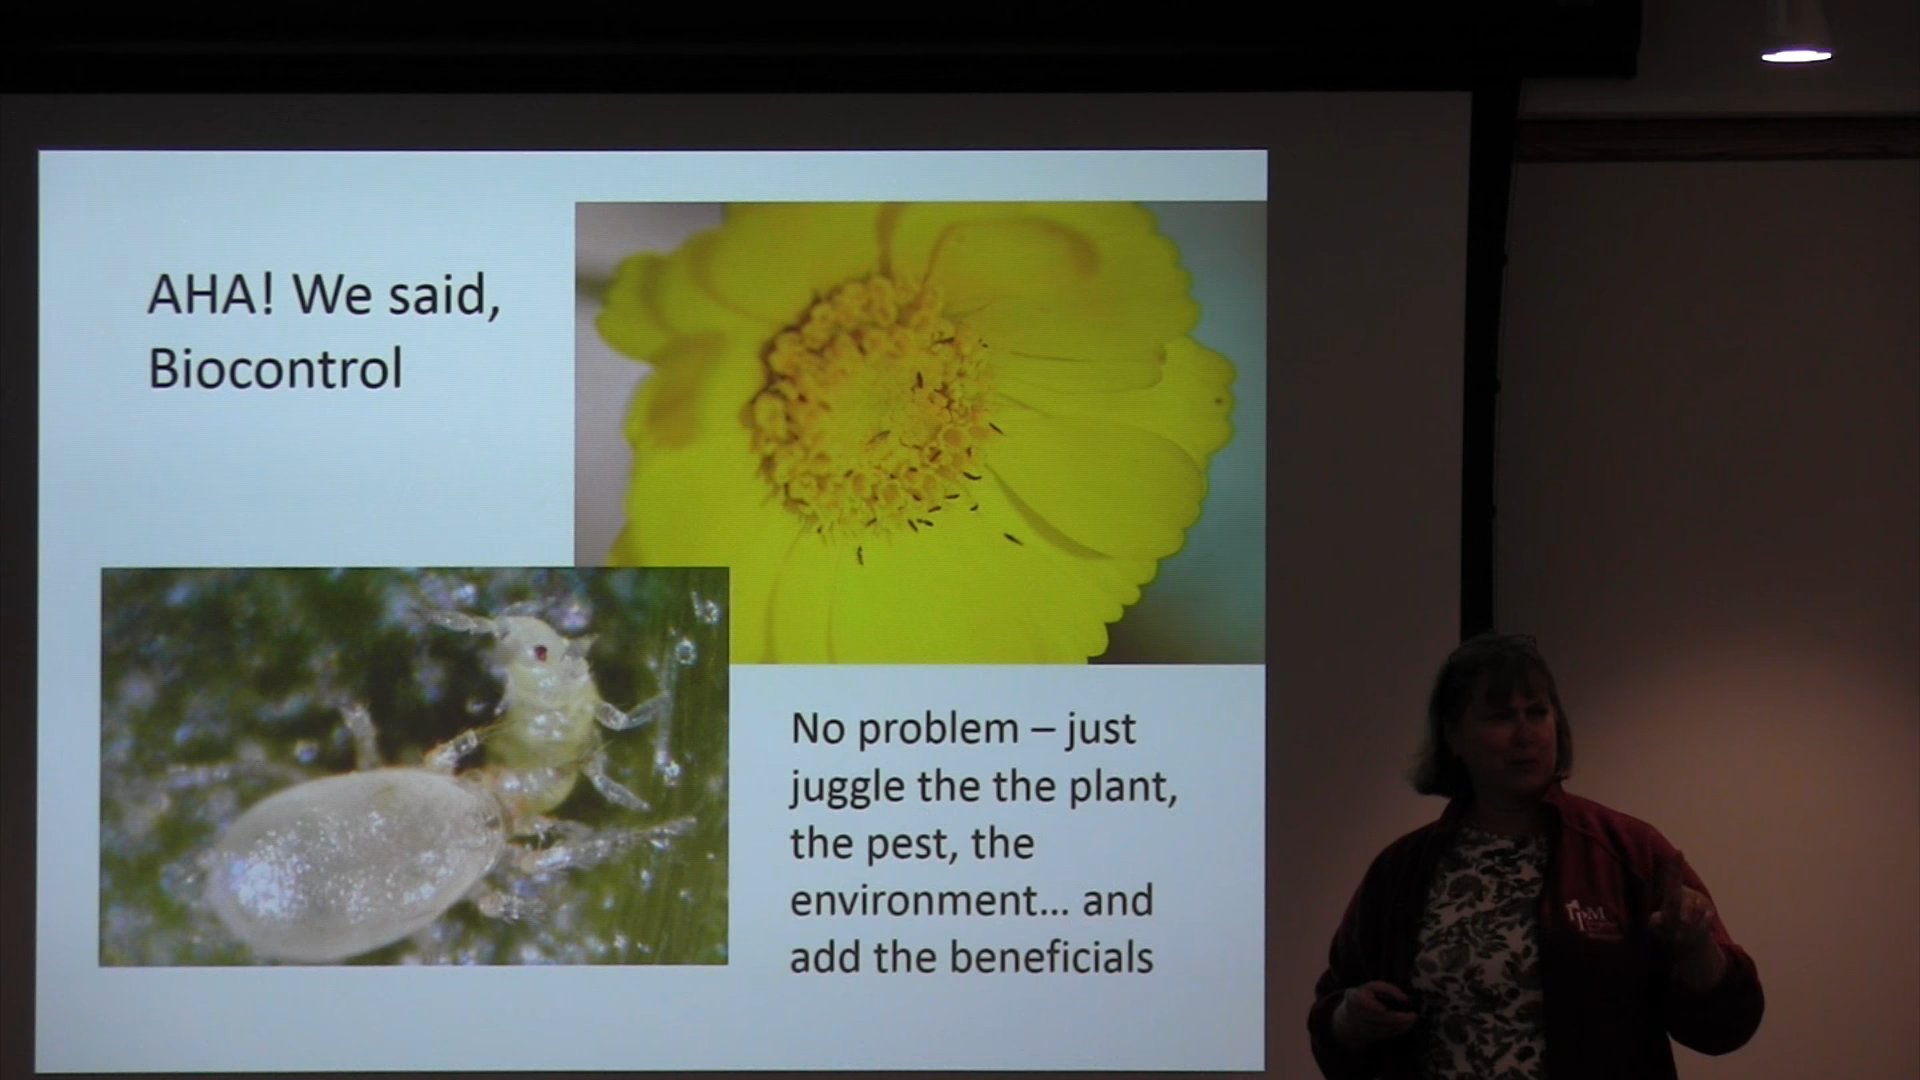 AHA! We said,
Biocontrol
No problem – just
juggle the the plant,
the pest, the
environment... and
add the beneficials
IPM